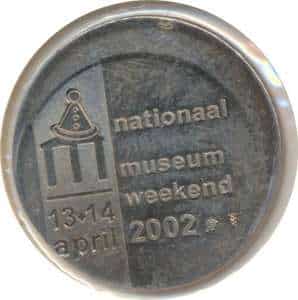 nationaal
museum
weekend
2002
13+14
april